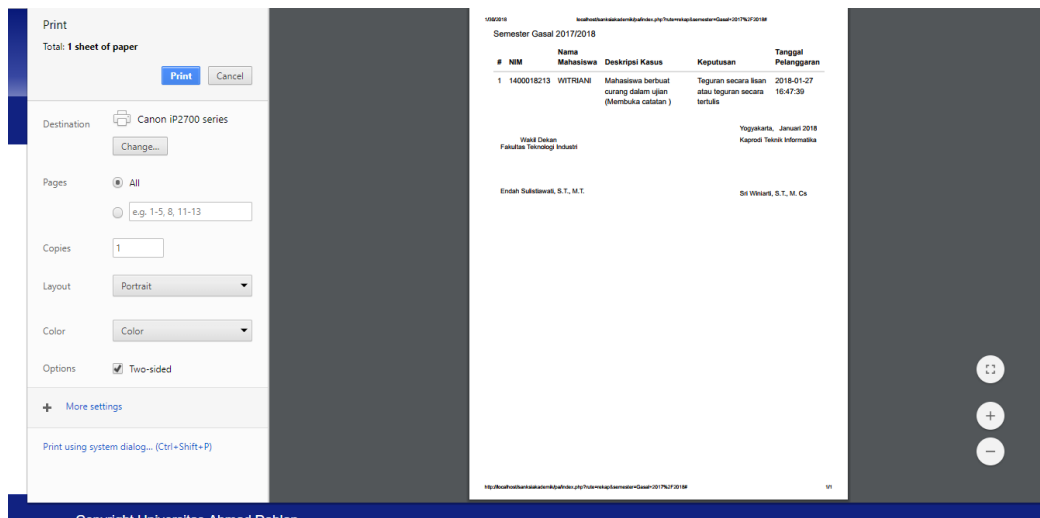 Print
Total: 1 sheet of paper
Print Cancel
Destination Canon iP2700 series
Change...
Pages All
e.g. 1-5, 8, 11-13
Copies 1
Layout Portrait
Color Color
Options Two-sided
More settings
Print using system dialog... (Ctrl+Shift+P)
Semester Gasal 2017/2018
# NIM Nama Mahasiswa Deskripsi Kasus Keputusan Tanggal Pelanggaran
1 1400018213 WITRIANI Mahasiswa berbuat Teguran secara lisan 2018-01-27
curang dalam ujian atau teguran secara 16:47:39
(Membuka catatan ) tertulis
Yogyakarta, Januari 2018
Wakil Dekan Kaprodi Teknik Informatika
Fakultas Teknologi Industri
Endah Sulistiawati, S.T., M.T. Sri Winiarti, S.T., M. Cs
1/1